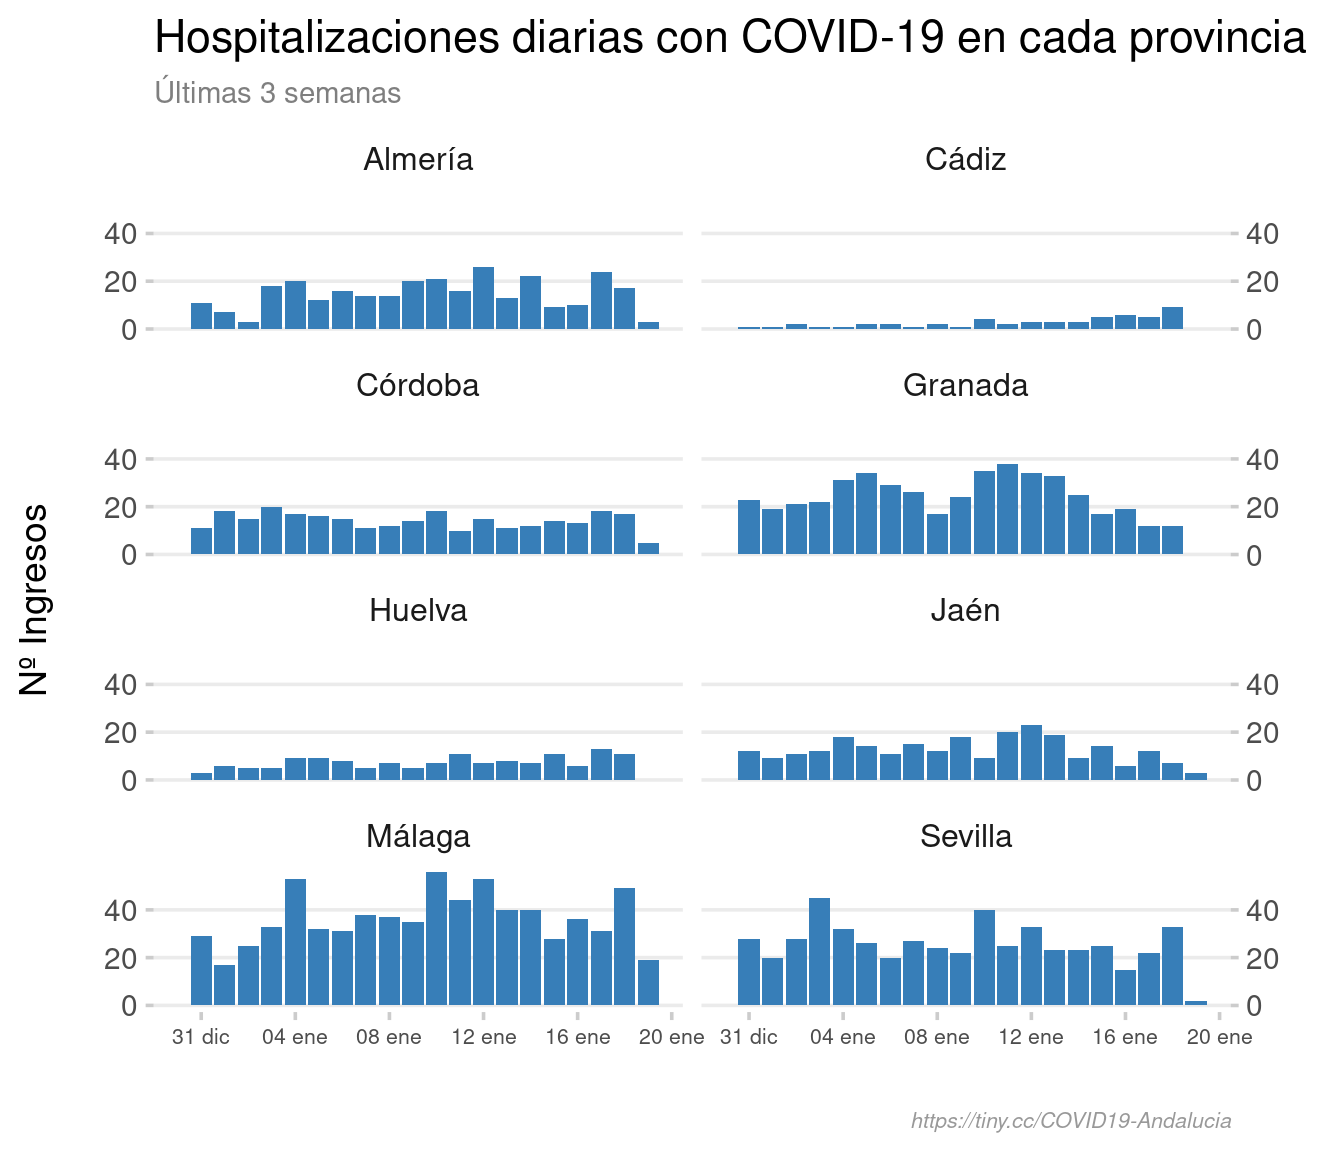 Hospitalizaciones diarias con COVID-19 en cada provincia
Últimas 3 semanas
Nº Ingresos
Almería
Cádiz
40
20
0
40
20
0
Córdoba
Granada
40
20
0
40
20
0
Huelva
Jaén
40
20
0
40
20
0
Málaga
Sevilla
40
20
0
40
20
0
31 dic 04 ene 08 ene 12 ene 16 ene 20 ene
31 dic 04 ene 08 ene 12 ene 16 ene 20 ene
https://tiny.cc/COVID19-Andalucia